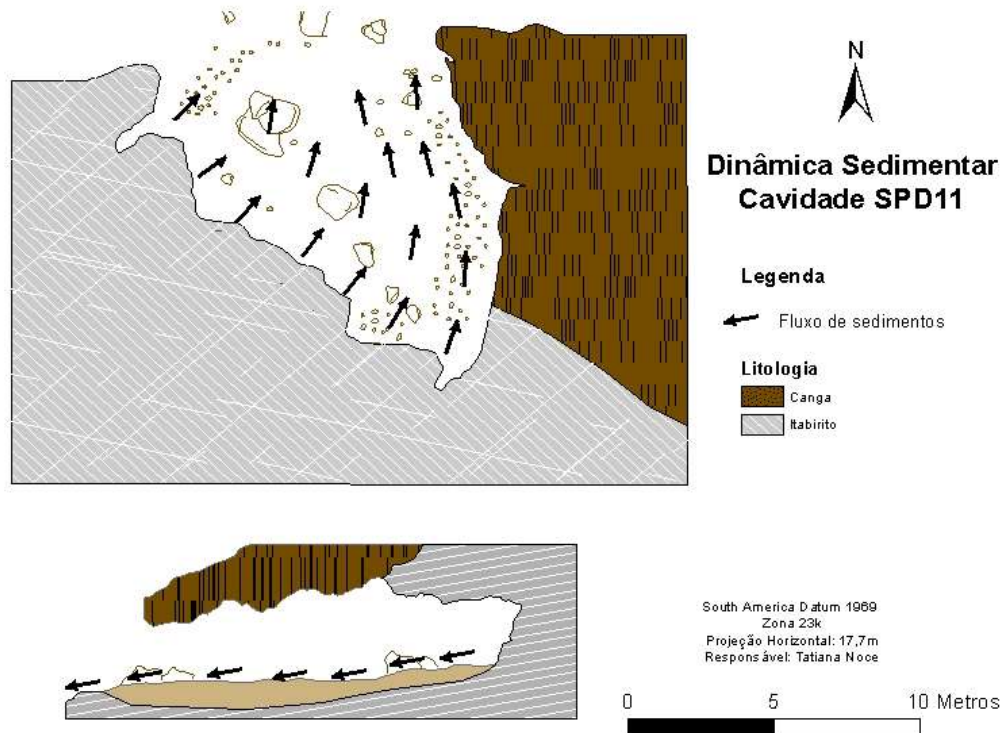 N
Dinâmica Sedimentar
Cavidade SPD11
Legenda
Fluxo de sedimentos
Litologia
Canga
Itabirito
South America Datum 1969
Zona 23k
Projeção Horizontal: 17,7m
Responsável: Tatiana Noce
0 5 10 Metros